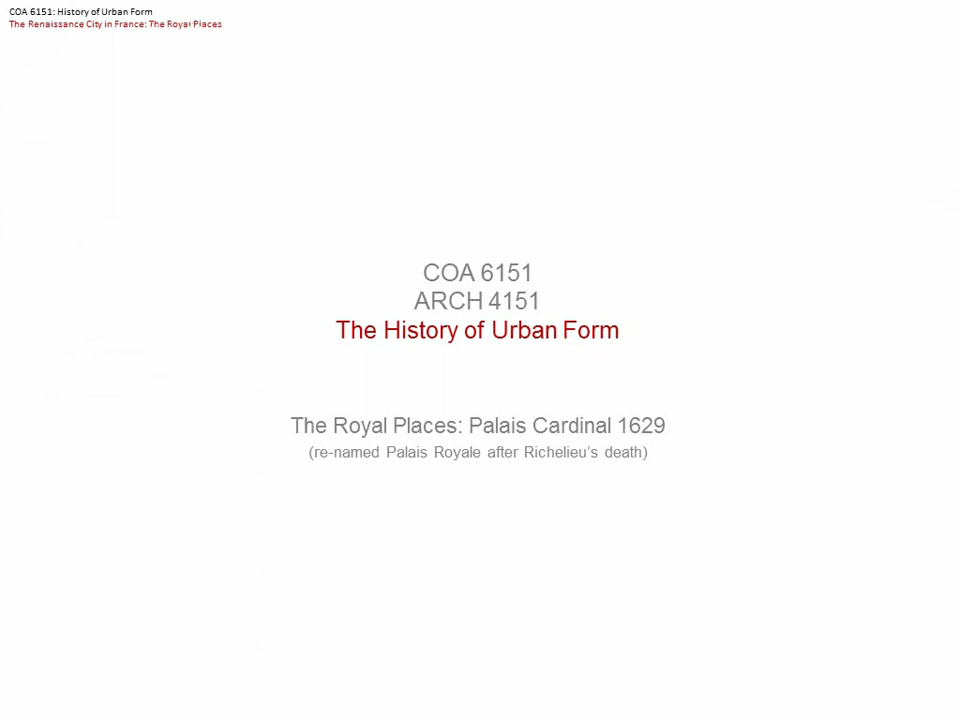 COA 6151: History of Urban Form
The Renaissance City in France: The Royal Places
COA 6151
ARCH 4151
The History of Urban Form
The Royal Places: Palais Cardinal 1629
(re-named Palais Royale after Richelieu's death)